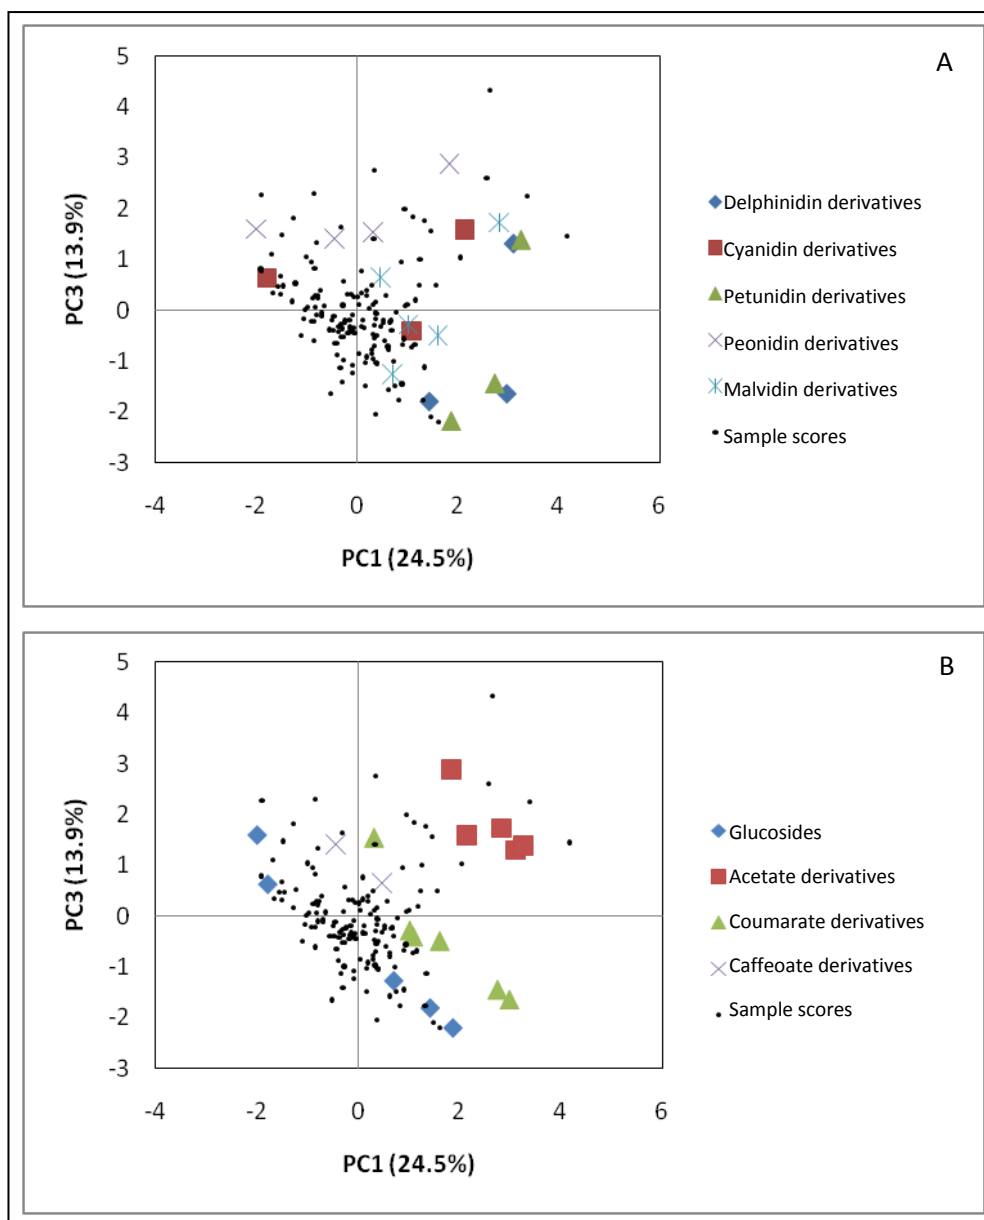 A
5
4
3
2
1
0
-1
-2
-3
PC3 (13.9%)
-4 -2 0 2 4 6
PC1 (24.5%)
Delphinidin derivatives
Cyanidin derivatives
Petunidin derivatives
Peonidin derivatives
Malvidin derivatives
Sample scores
B
5
4
3
2
1
0
-1
-2
-3
PC3 (13.9%)
-4 -2 0 2 4 6
PC1 (24.5%)
Glucosides
Acetate derivatives
Coumarate derivatives
Caffeoate derivatives
Sample scores